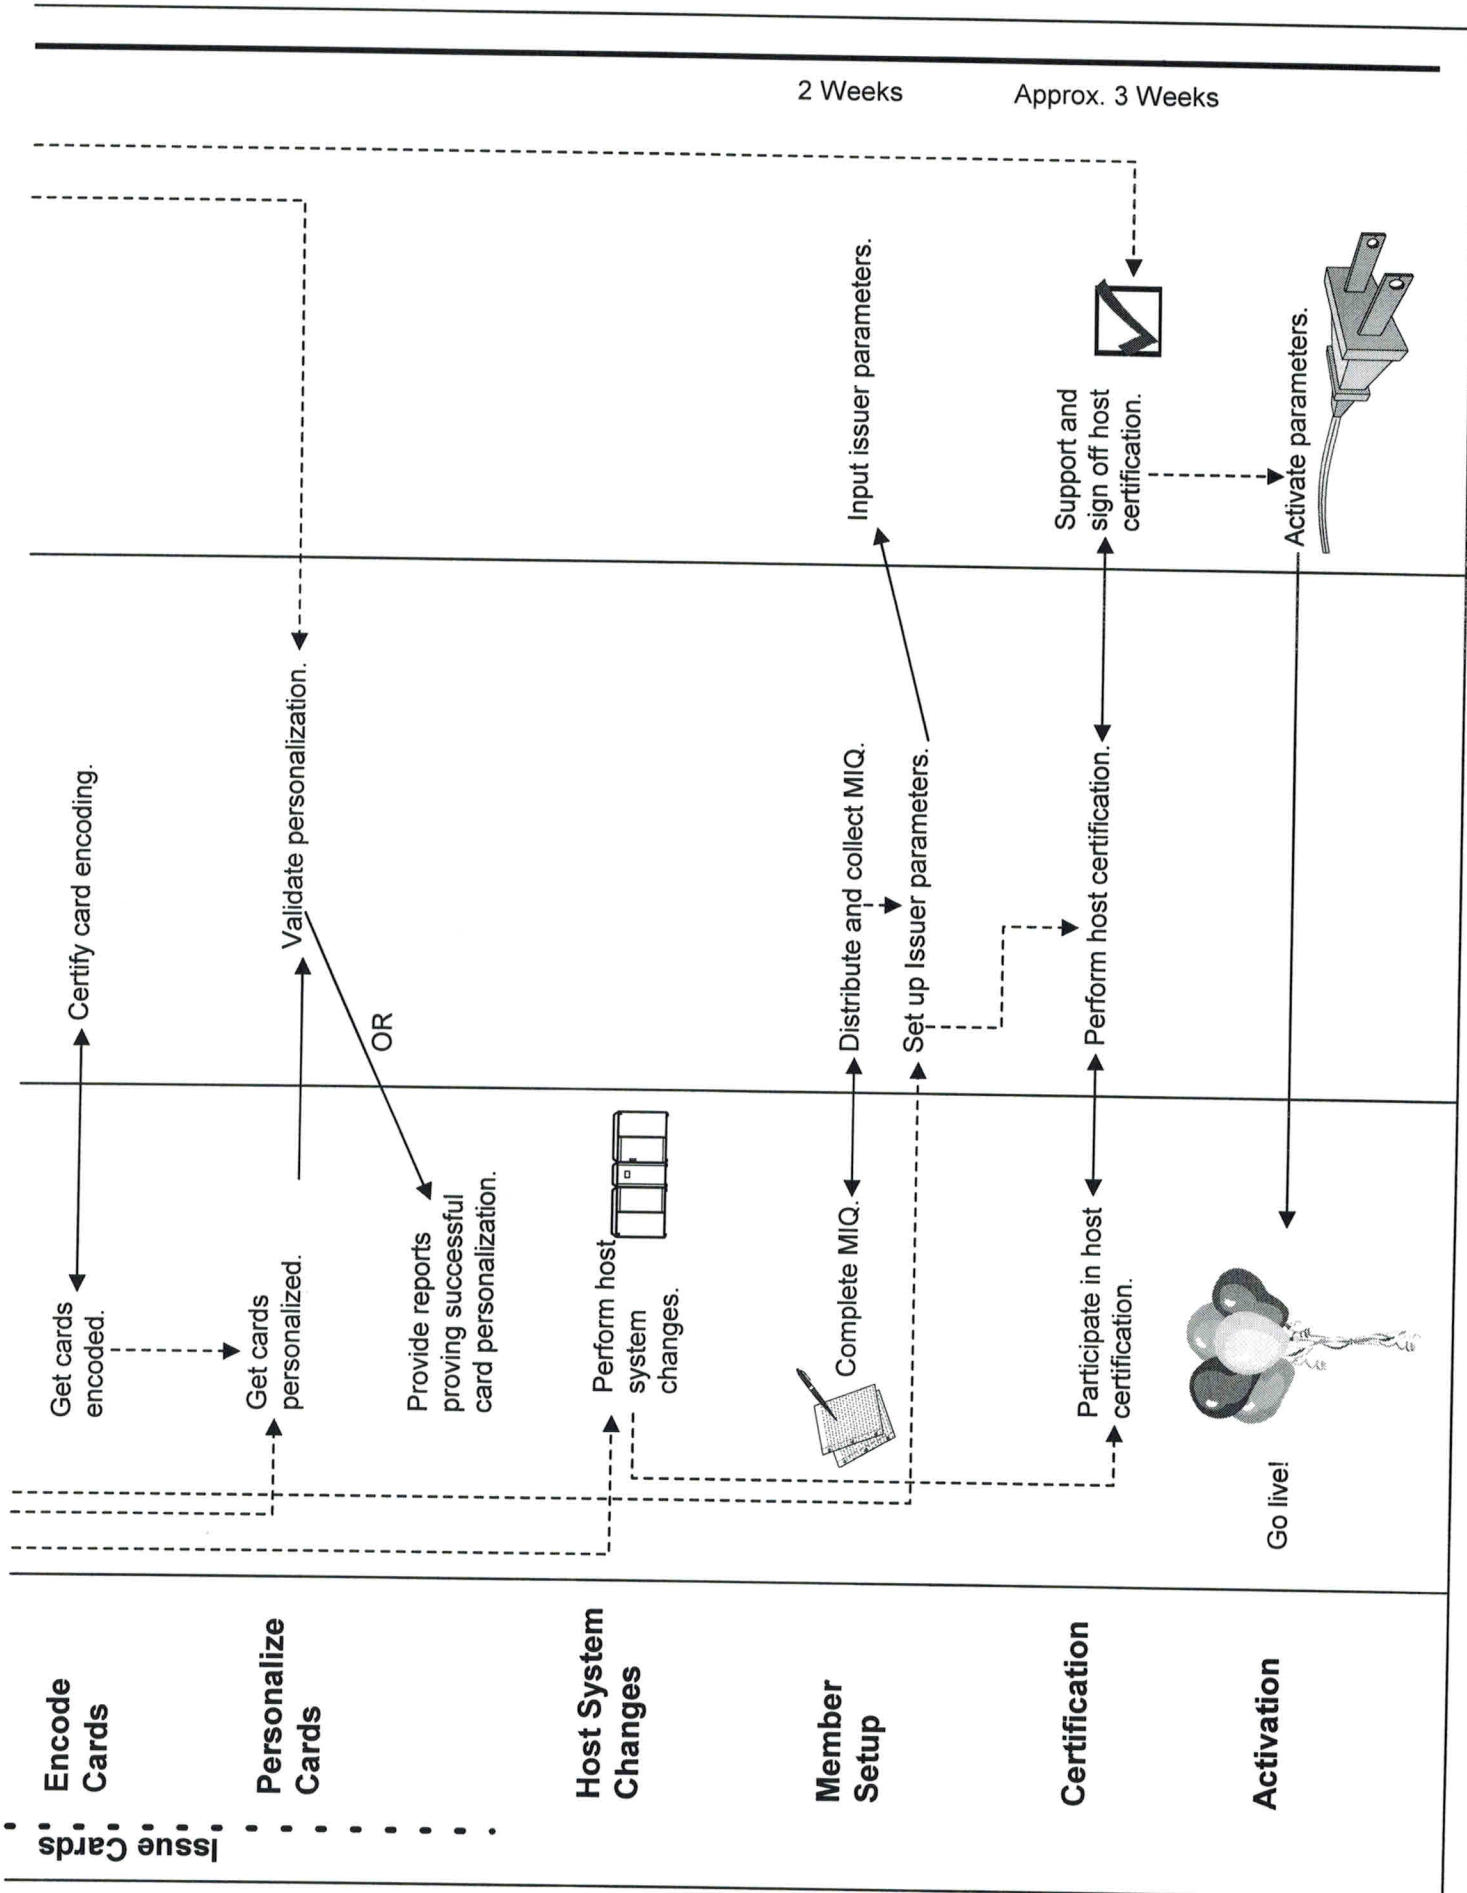 Issue Cards
Encode
Cards
Get cards
encoded.
Certify card encoding.
Personalize
Cards
Get cards
personalized.
Validate personalization.
OR
Provide reports
proving successful
card personalization.
Host System
Changes
Perform host
system
changes.
Member
Setup
Complete MIQ.
Distribute and collect MIQ.
Set up Issuer parameters.
Input issuer parameters.
2 Weeks
Certification
Participate in host
certification.
Perform host certification.
Support and
sign off host
certification.
Approx. 3 Weeks
Activation
Go live!
Activate parameters.